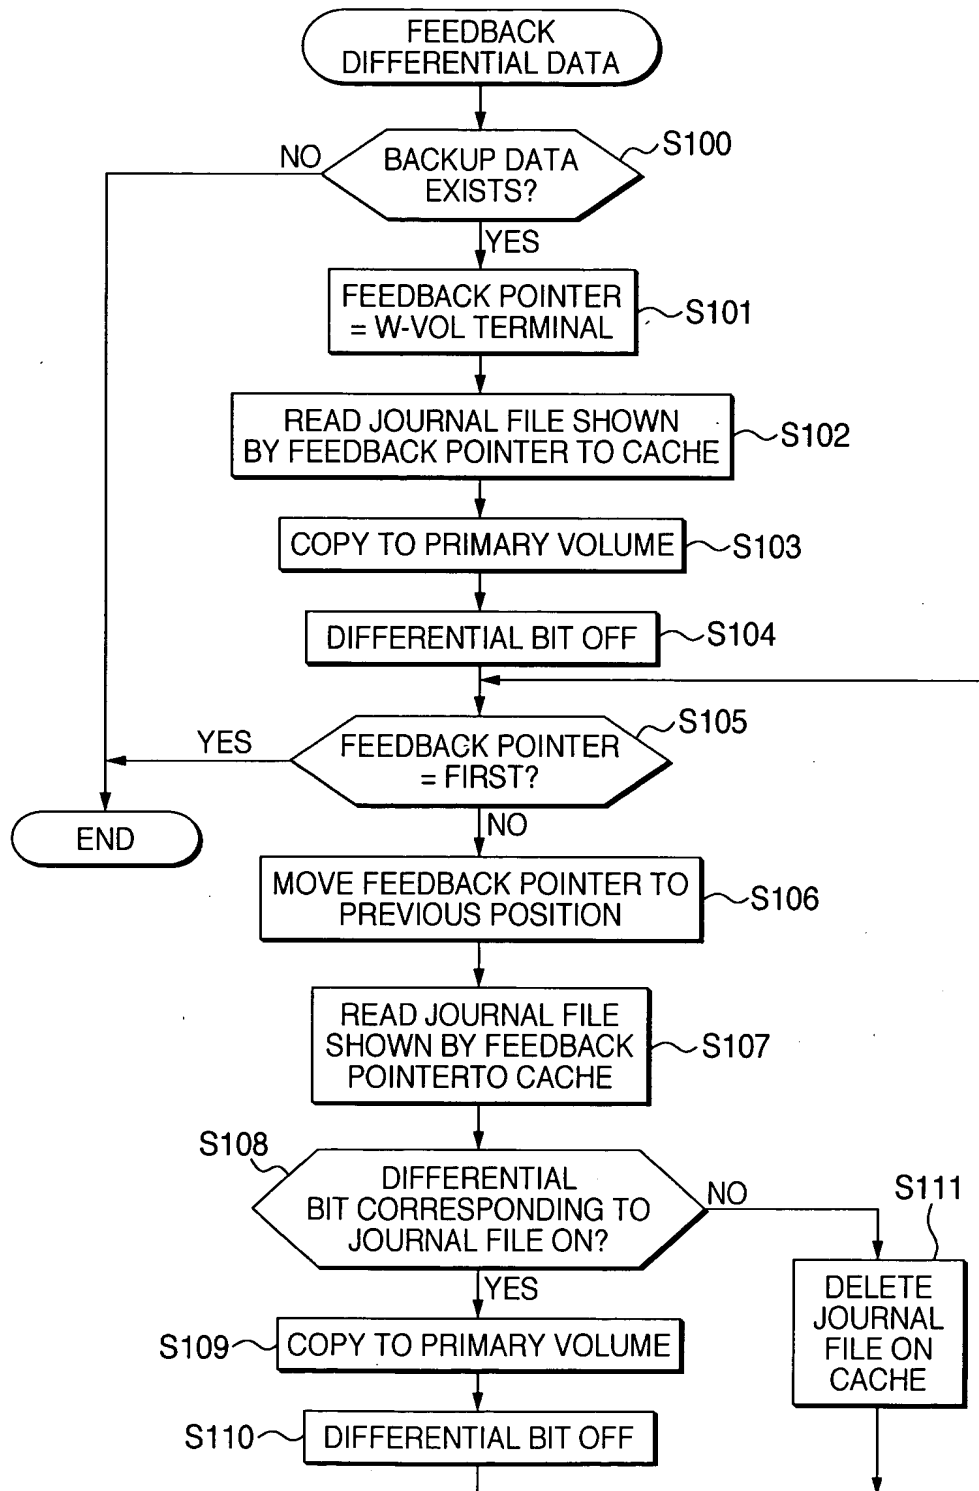 FEEDBACK
DIFFERENTIAL DATA
NO
BACKUP DATA
EXISTS?
S100
YES
FEEDBACK POINTER
= W-VOL TERMINAL
S101
READ JOURNAL FILE SHOWN
BY FEEDBACK POINTER TO CACHE
S102
COPY TO PRIMARY VOLUME
S103
DIFFERENTIAL BIT OFF
S104
YES
FEEDBACK POINTER
= FIRST?
S105
END
NO
MOVE FEEDBACK POINTER TO
PREVIOUS POSITION
S106
READ JOURNAL FILE
SHOWN BY FEEDBACK
POINTERTO CACHE
S107
S108
DIFFERENTIAL
BIT CORRESPONDING TO
JOURNAL FILE ON?
NO
S111
YES
DELETE
JOURNAL
FILE ON
CACHE
S109
COPY TO PRIMARY VOLUME
S110
DIFFERENTIAL BIT OFF